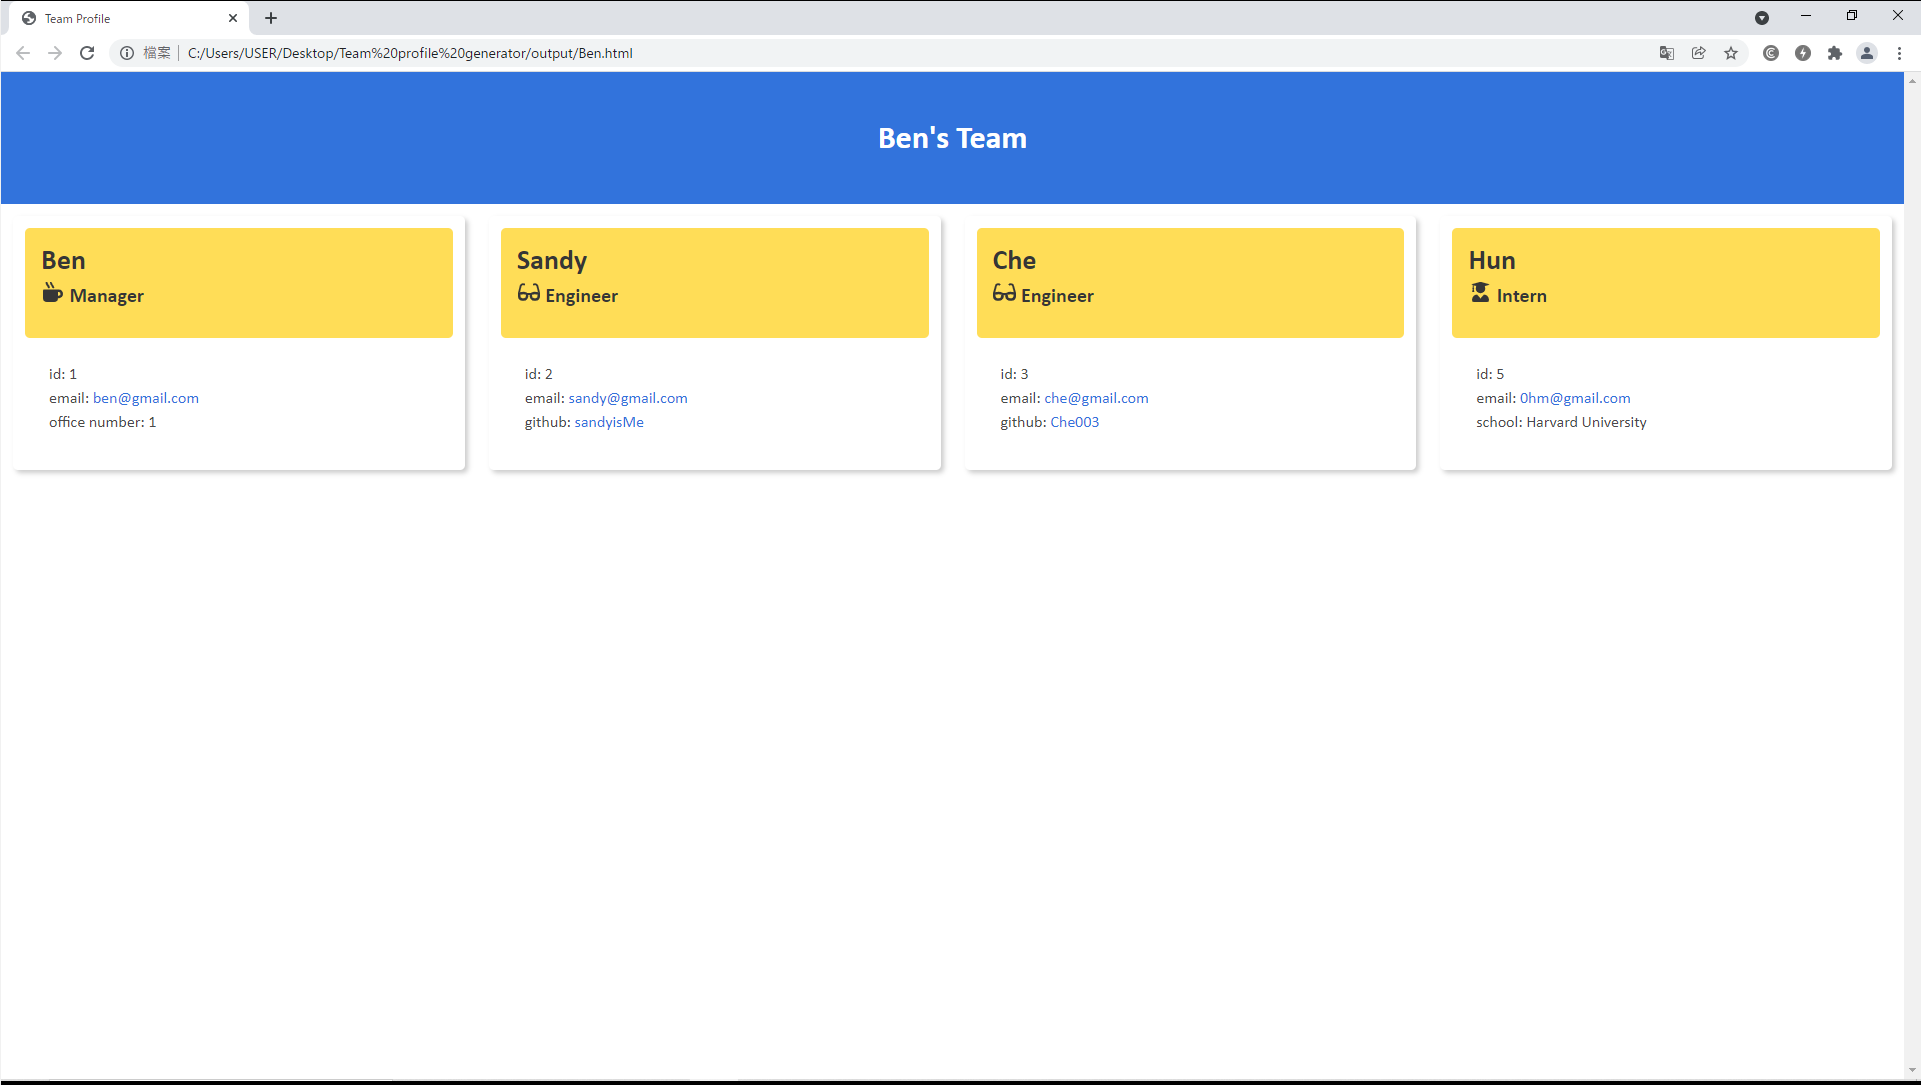 Team Profile
檔案 C:/Users/USER/Desktop/Team%20profile%20generator/output/Ben.html
Ben's Team
Ben
Manager
id: 1
email: ben@gmail.com
office number: 1
Sandy
Engineer
id: 2
email: sandy@gmail.com
github: sandyisMe
Che
Engineer
id: 3
email: che@gmail.com
github: Che003
Hun
Intern
id: 5
email: 0hm@gmail.com
school: Harvard University